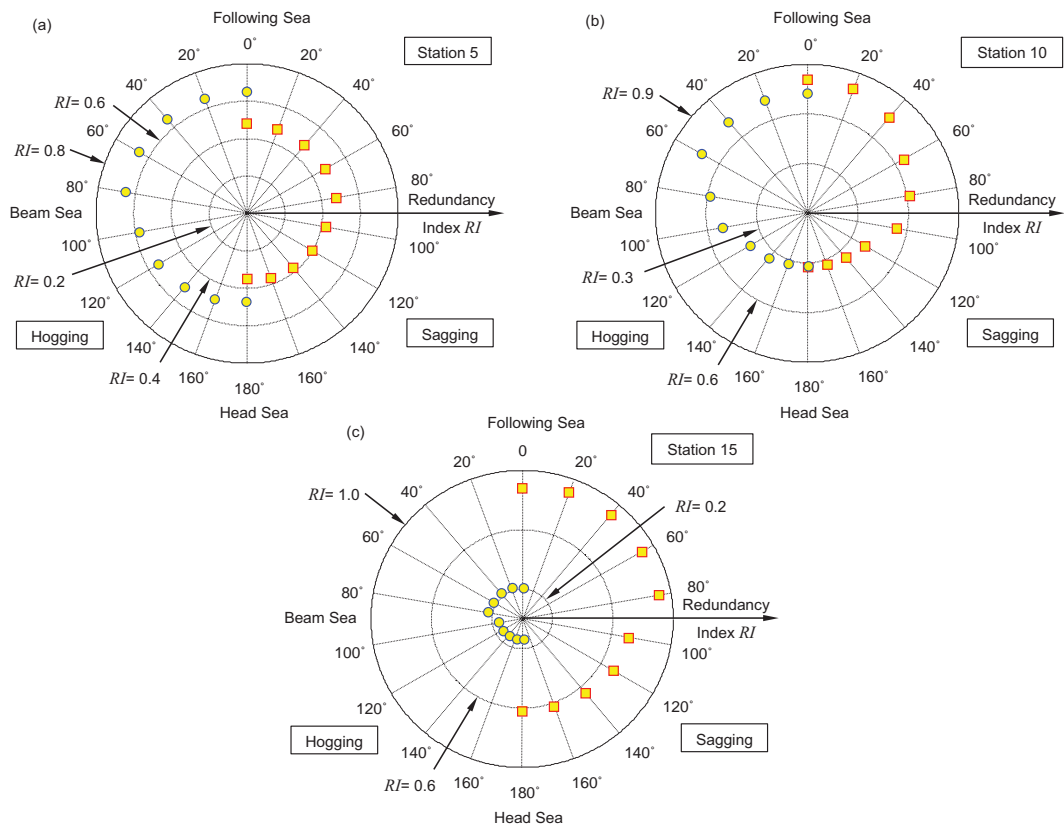 (a)
Following Sea
Station 5
0°
20°
20°
40°
40°
RI= 0.6
60°
60°
RI= 0.8
80°
80°
Beam Sea
Redundancy
Index RI
100°
100°
RI= 0.2
120°
120°
Hogging
Sagging
140°
140°
RI= 0.4
160°
160°
180°
Head Sea
(b)
Following Sea
Station 10
0°
20°
20°
40°
40°
RI= 0.9
60°
60°
80°
80°
Beam Sea
Redundancy
Index RI
100°
100°
RI= 0.3
120°
120°
Hogging
Sagging
140°
140°
RI= 0.6
160°
160°
180°
Head Sea
(c)
Following Sea
Station 15
0
20°
20°
40°
40°
RI= 1.0
RI= 0.2
60°
60°
80°
80°
Beam Sea
Redundancy
Index RI
100°
100°
120°
120°
Hogging
Sagging
140°
140°
RI= 0.6
160°
160°
180°
Head Sea